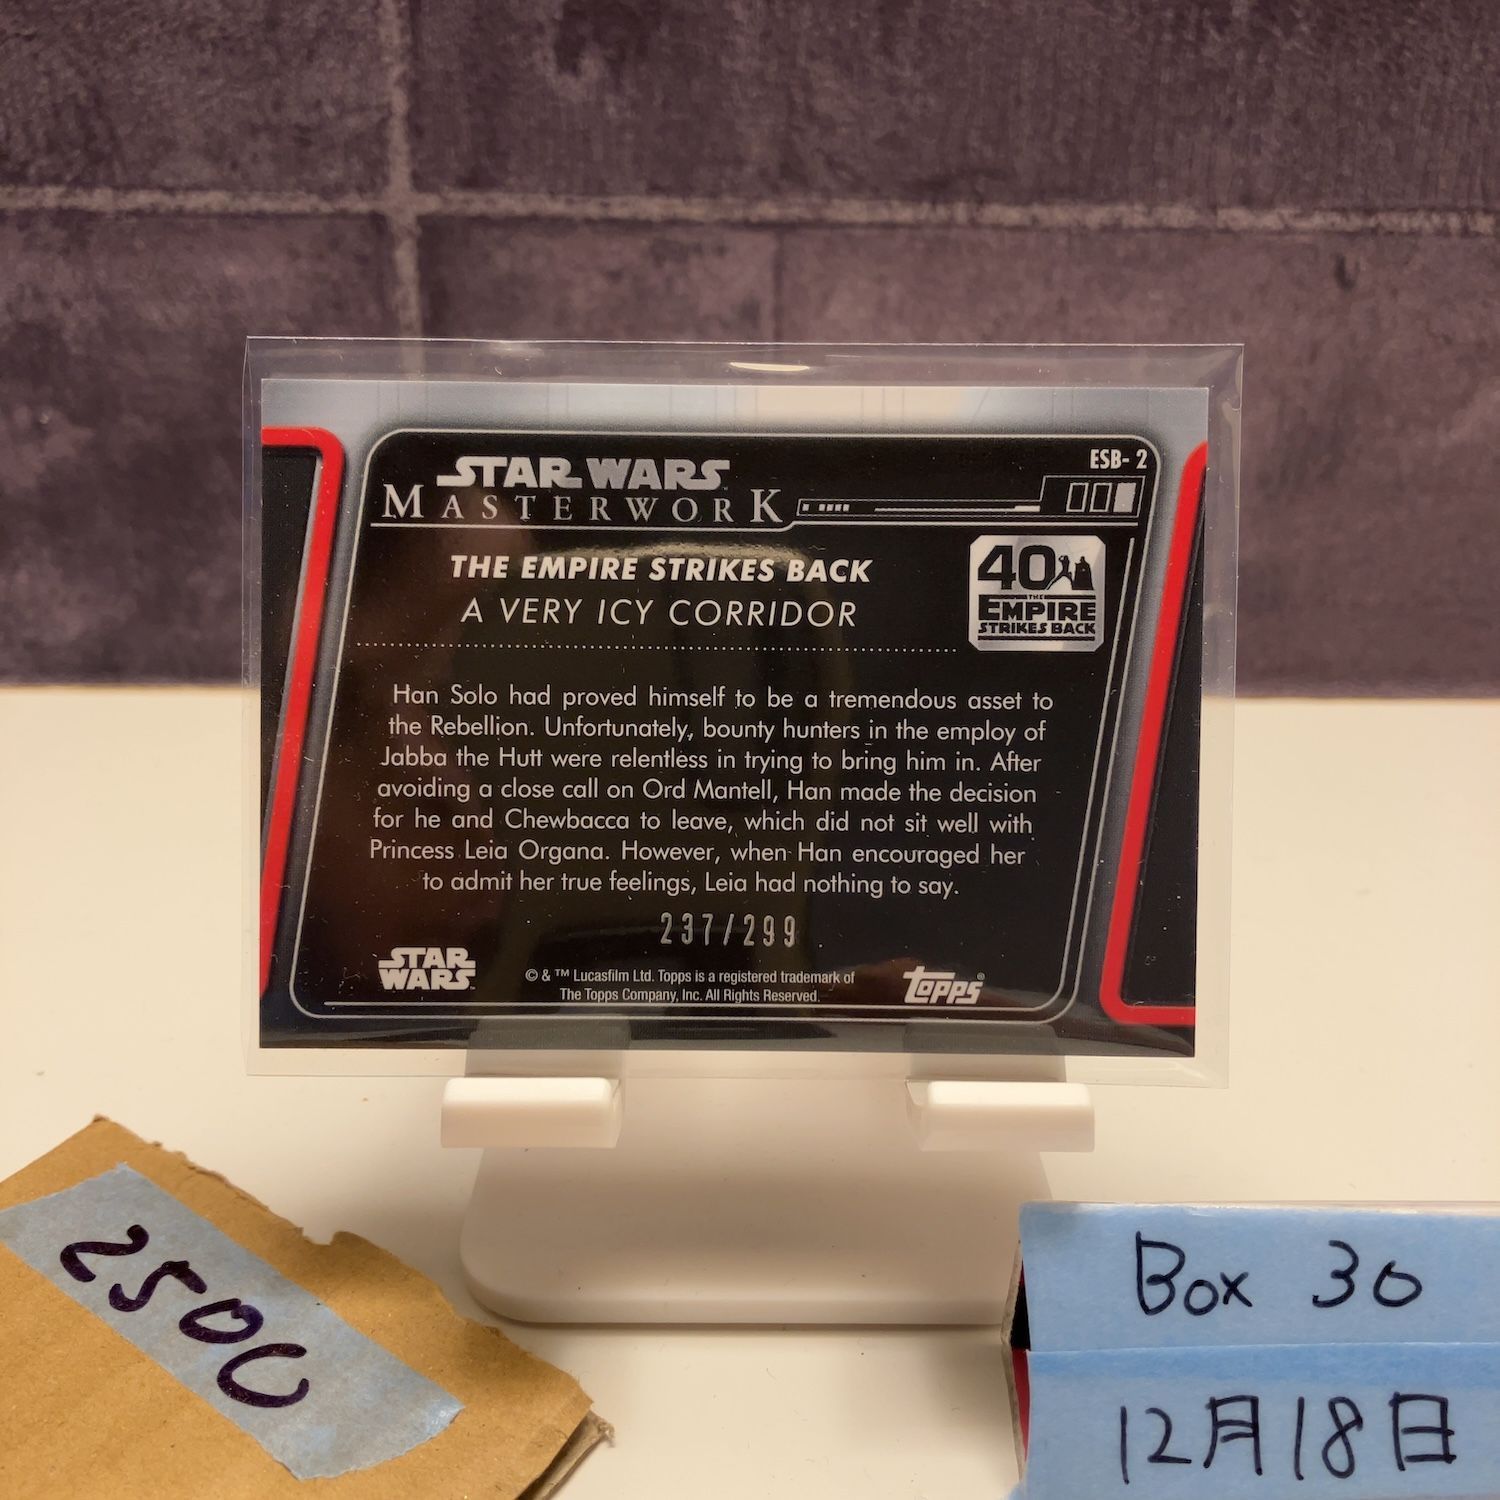 ESB- 2
STAR WARS
MASTERWORK
THE EMPIRE STRIKES BACK
A VERY ICY CORRIDOR
40
THE
EMPIRE
STRIKES BACK
Han Solo had proved himself to be a tremendous asset to
the Rebellion. Unfortunately, bounty hunters in the employ of
Jabba the Hutt were relentless in trying to bring him in. After
avoiding a close call on Ord Mantell, Han made the decision
for he and Chewbacca to leave, which did not sit well with
Princess Leia Organa. However, when Han encouraged her
to admit her true feelings, Leia had nothing to say.
237/299
STAR
WARS
© & ™ Lucasfilm Ltd. Topps is a registered trademark of
The Topps Company, Inc. All Rights Reserved.
topps®
2500
Box 30
12月18日